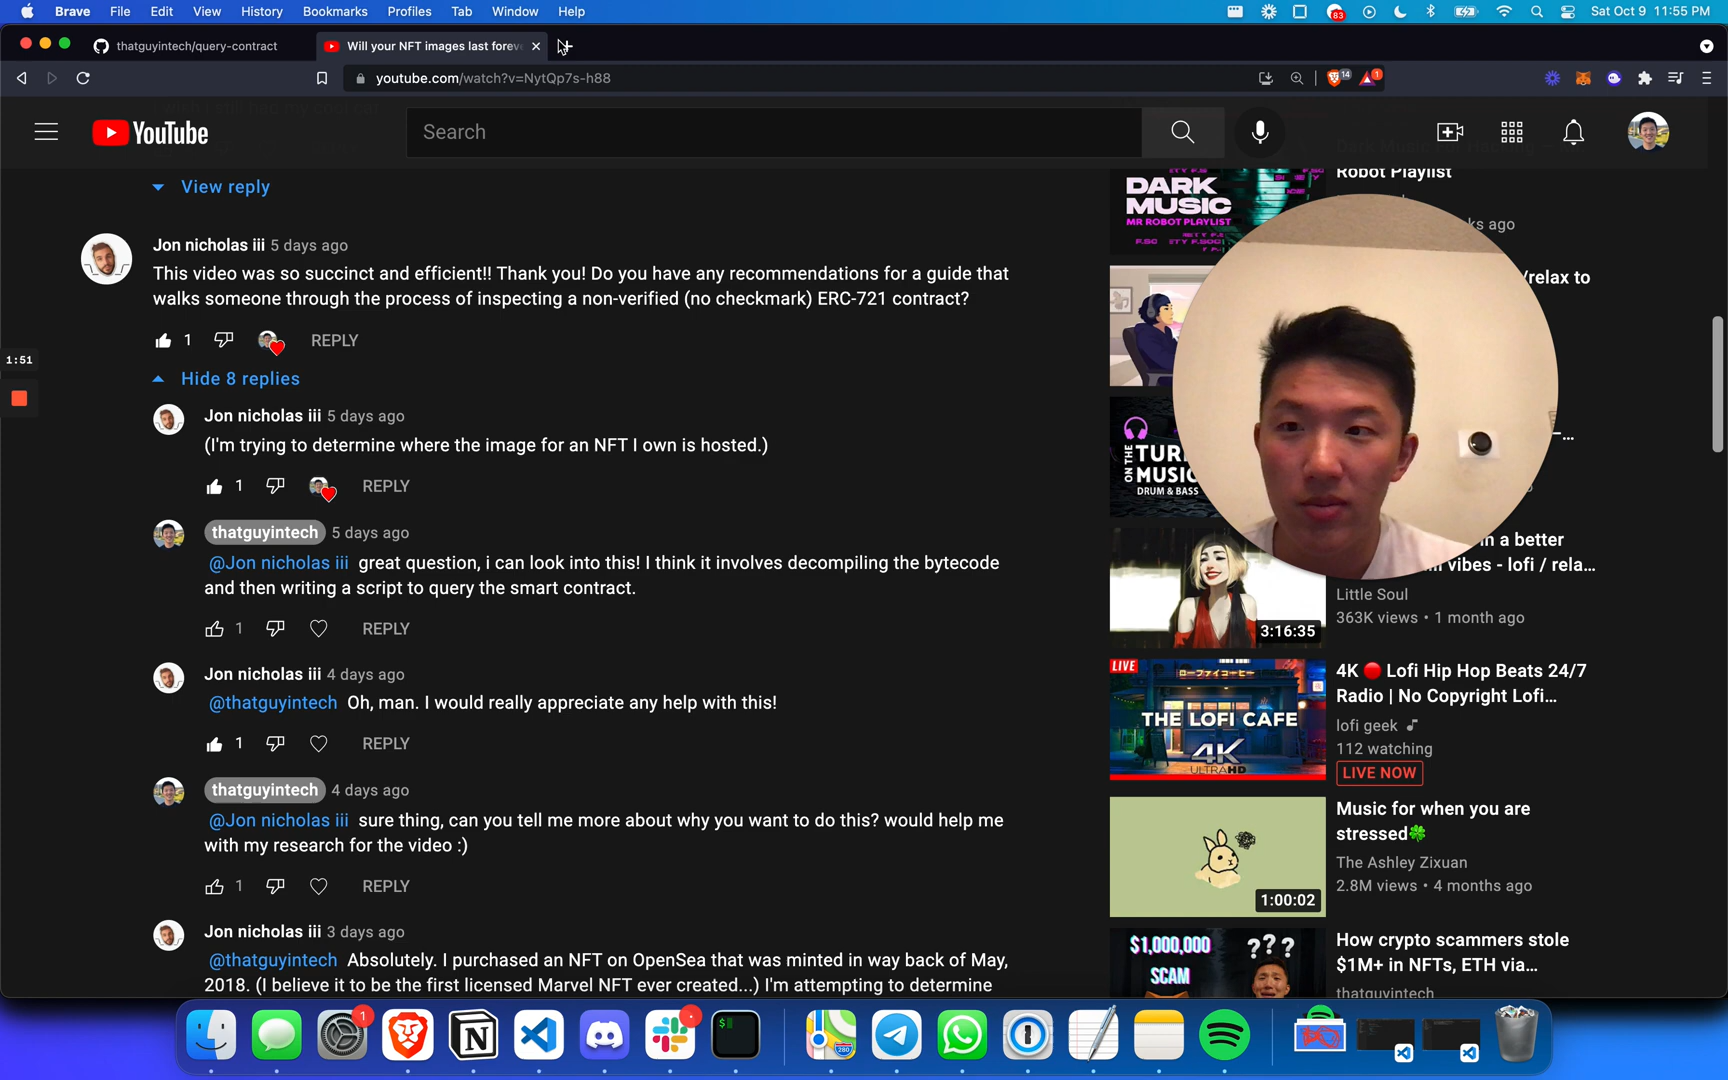 Brave File Edit View History Bookmarks Profiles Tab Window Help
83
Sat Oct 9 11:55 PM
thatguyintech/query-contract
Will your NFT images last forev
youtube.com/watch?v=NytQp7s-h88
14
1
YouTube
Search
View reply
Jon nicholas iii 5 days ago
This video was so succinct and efficient!! Thank you! Do you have any recommendations for a guide that
walks someone through the process of inspecting a non-verified (no checkmark) ERC-721 contract?
1 REPLY
1:51
Hide 8 replies
Jon nicholas iii 5 days ago
(I'm trying to determine where the image for an NFT I own is hosted.)
1 REPLY
thatguyintech 5 days ago
@Jon nicholas iii great question, i can look into this! I think it involves decompiling the bytecode
and then writing a script to query the smart contract.
1 REPLY
Jon nicholas iii 4 days ago
@thatguyintech Oh, man. I would really appreciate any help with this!
1 REPLY
thatguyintech 4 days ago
@Jon nicholas iii sure thing, can you tell me more about why you want to do this? would help me
with my research for the video :)
1 REPLY
Jon nicholas iii 3 days ago
@thatguyintech Absolutely. I purchased an NFT on OpenSea that was minted in way back of May,
2018. (I believe it to be the first licensed Marvel NFT ever created...) I'm attempting to determine
Robot Playlist
DARK
MUSIC
MR ROBOT PLAYLIST
ks ago
/relax to
ON THE
TUR
MUSIC
DRUM & BASS
in a better
vibes - lofi / rela...
Little Soul
363K views • 1 month ago
3:16:35
LIVE
THE LOFI CAFE
4K
ULTRA HD
4K 🔴 Lofi Hip Hop Beats 24/7
Radio | No Copyright Lofi...
lofi geek
112 watching
LIVE NOW
Music for when you are
stressed🍀
The Ashley Zixuan
2.8M views • 4 months ago
1:00:02
$1,000,000
SCAM
???
How crypto scammers stole
$1M+ in NFTs, ETH via...
thatguyintech
1
280